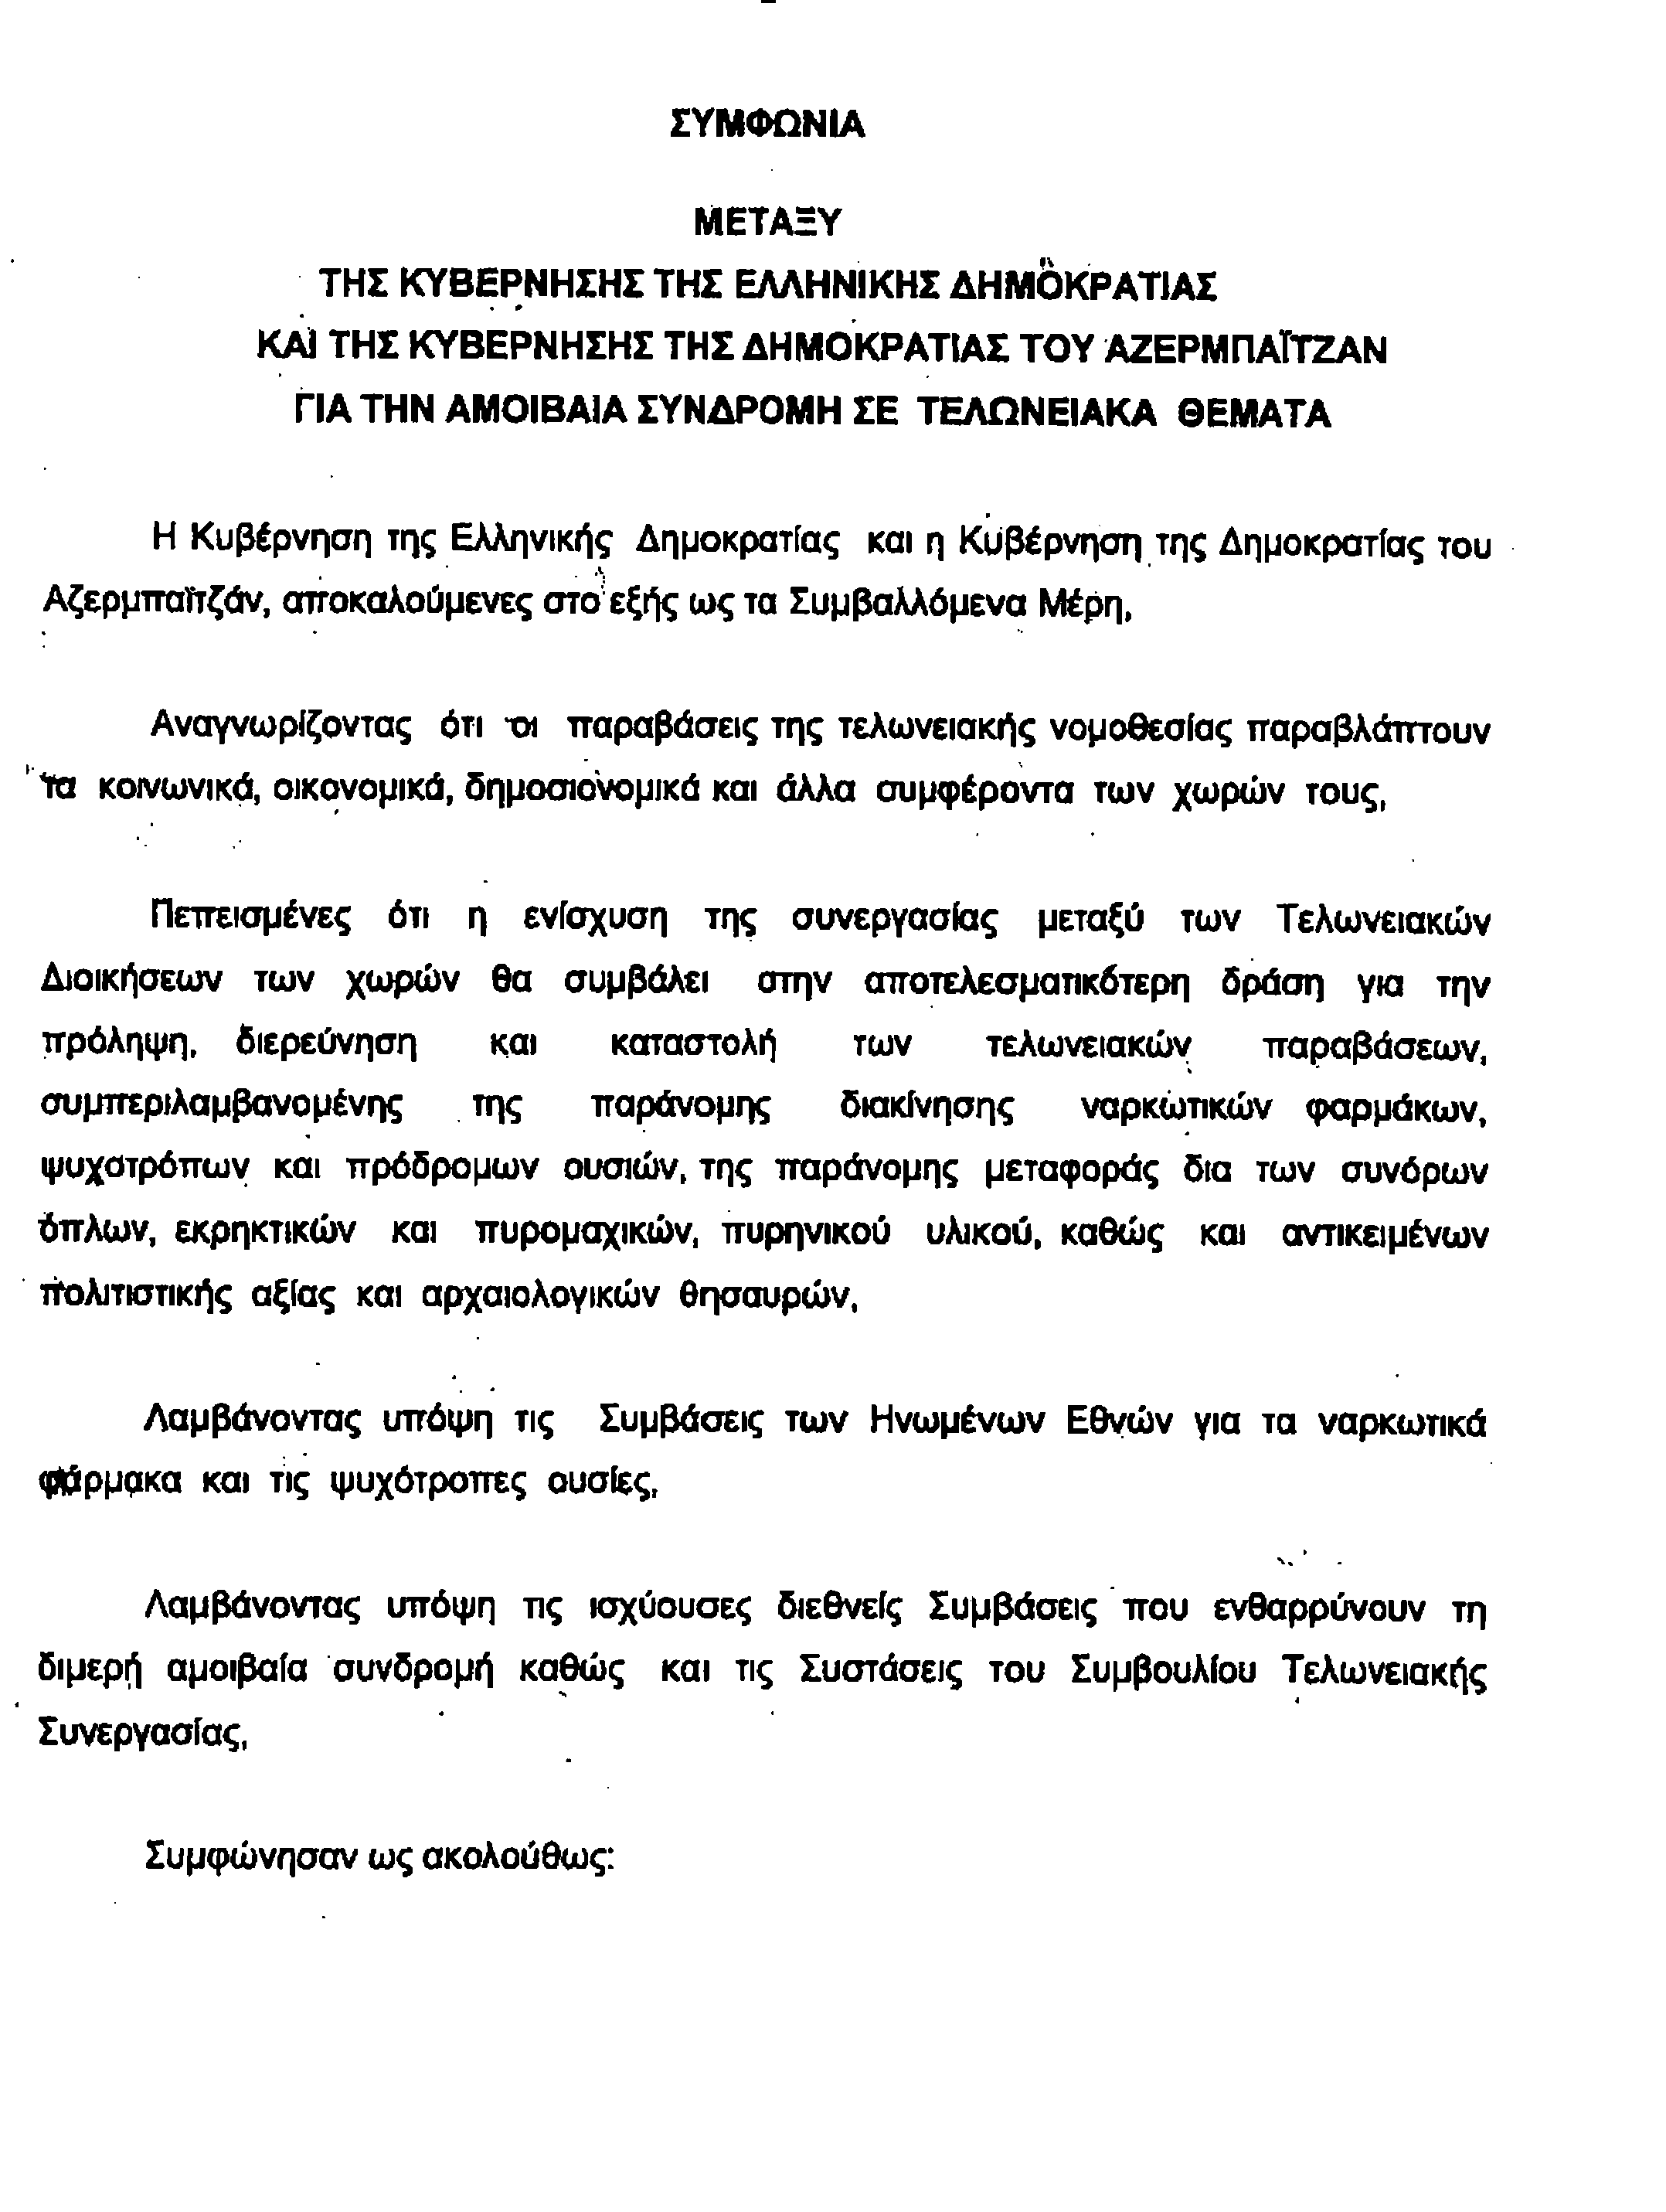 ΣΥΜΦΩΝΙΑ
ΜΕΤΑΞΥ
ΤΗΣ ΚΥΒΕΡΝΗΣΗΣ ΤΗΣ ΕΛΛΗΝΙΚΗΣ ΔΗΜΟΚΡΑΤΙΑΣ
ΚΑΙ ΤΗΣ ΚΥΒΕΡΝΗΣΗΣ ΤΗΣ ΔΗΜΟΚΡΑΤΙΑΣ ΤΟΥ ΑΖΕΡΜΠΑΪΤΖΑΝ
ΓΙΑ ΤΗΝ ΑΜΟΙΒΑΙΑ ΣΥΝΔΡΟΜΗ ΣΕ ΤΕΛΩΝΕΙΑΚΑ ΘΕΜΑΤΑ
Η Κυβέρνηση της Ελληνικής Δημοκρατίας και η Κυβέρνηση της Δημοκρατίας του
Αζερμπαϊτζάν, αποκαλούμενες στο εξής ως τα Συμβαλλόμενα Μέρη,
Αναγνωρίζοντας ότι οι παραβάσεις της τελωνειακής νομοθεσίας παραβλάπτουν
τα κοινωνικά, οικονομικά, δημοσιονομικά και άλλα συμφέροντα των χωρών τους,
Πεπεισμένες ότι η ενίσχυση της συνεργασίας μεταξύ των Τελωνειακών
Διοικήσεων των χωρών θα συμβάλει στην αποτελεσματικότερη δράση για την
πρόληψη, διερεύνηση και καταστολή των τελωνειακών παραβάσεων,
συμπεριλαμβανομένης της παράνομης διακίνησης ναρκωτικών φαρμάκων,
ψυχοτρόπων και πρόδρομων ουσιών, της παράνομης μεταφοράς δια των συνόρων
όπλων, εκρηκτικών και πυρομαχικών, πυρηνικού υλικού, καθώς και αντικειμένων
πολιτιστικής αξίας και αρχαιολογικών θησαυρών,
Λαμβάνοντας υπόψη τις Συμβάσεις των Ηνωμένων Εθνών για τα ναρκωτικά
φάρμακα και τις ψυχότροπες ουσίες,
Λαμβάνοντας υπόψη τις ισχύουσες διεθνείς Συμβάσεις που ενθαρρύνουν τη
διμερή αμοιβαία συνδρομή καθώς και τις Συστάσεις του Συμβουλίου Τελωνειακής
Συνεργασίας,
Συμφώνησαν ως ακολούθως: